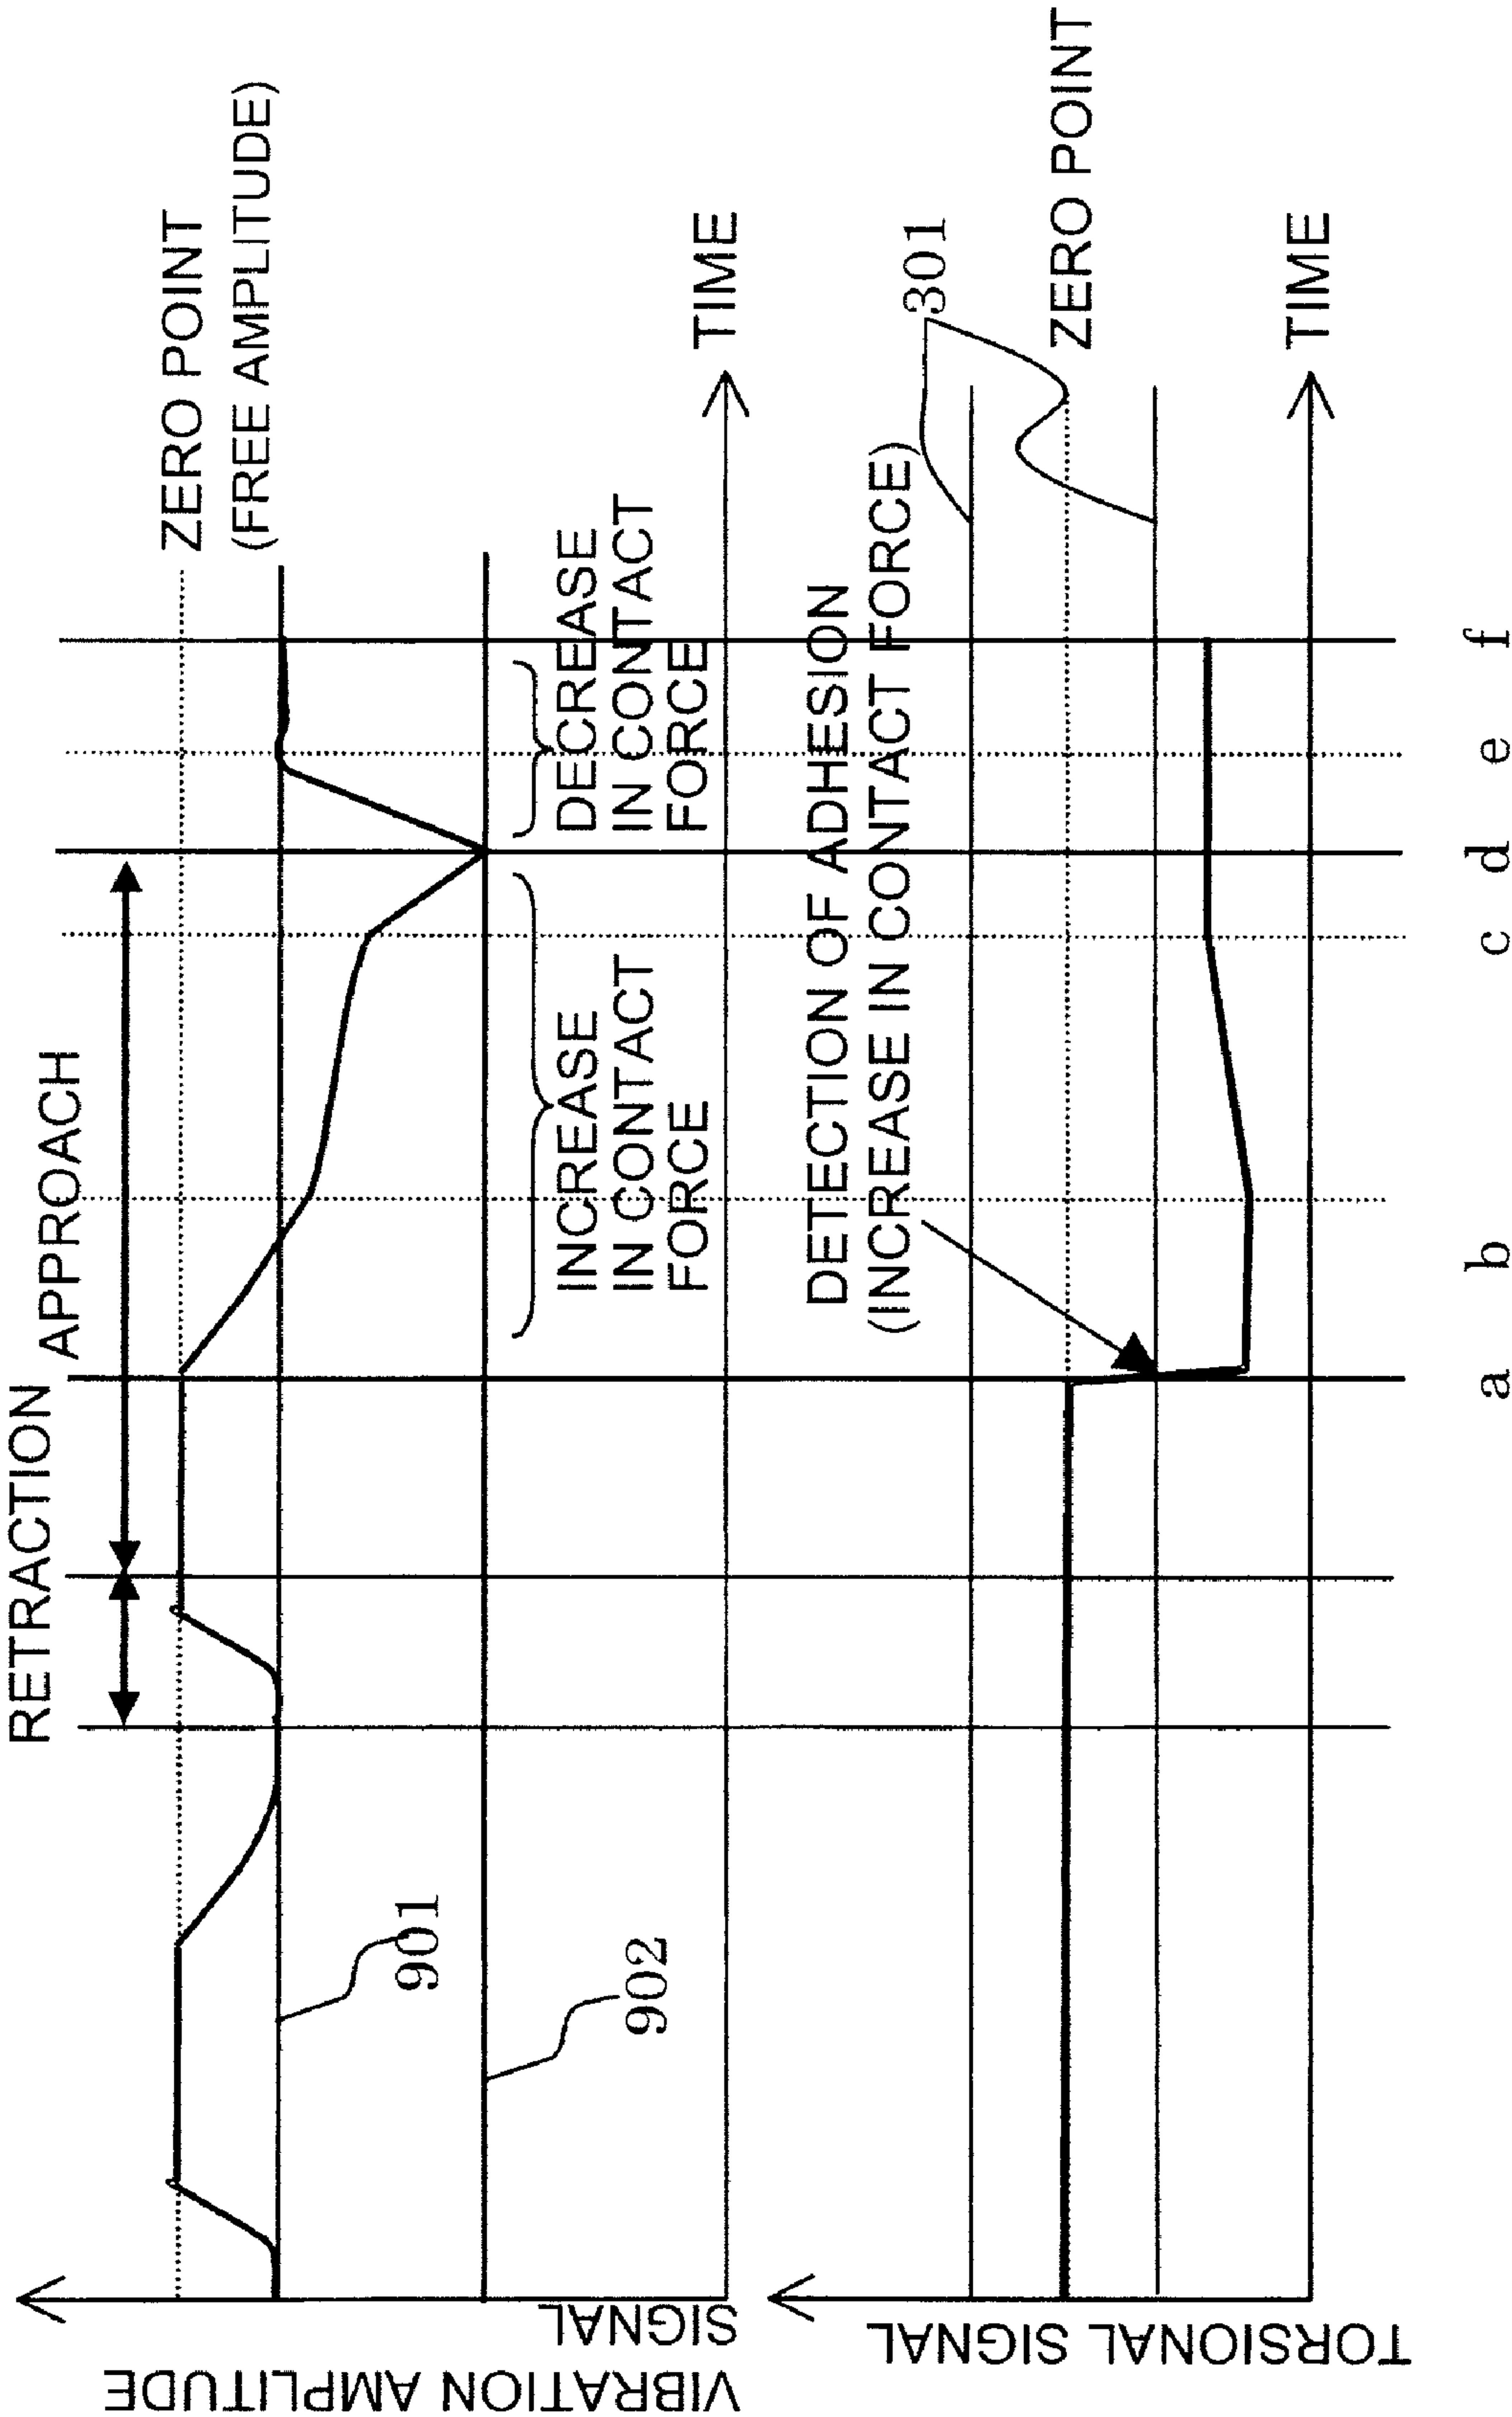 RETRACTION
APPROACH
ZERO POINT
(FREE AMPLITUDE)
901
902
INCREASE
IN CONTACT
FORCE
DECREASE
IN CONTACT
FORCE
TIME
VIBRATION AMPLITUDE
SIGNAL
DETECTION OF ADHESION
(INCREASE IN CONTACT FORCE)
301
ZERO POINT
TIME
TORSIONAL SIGNAL
a b c d e f